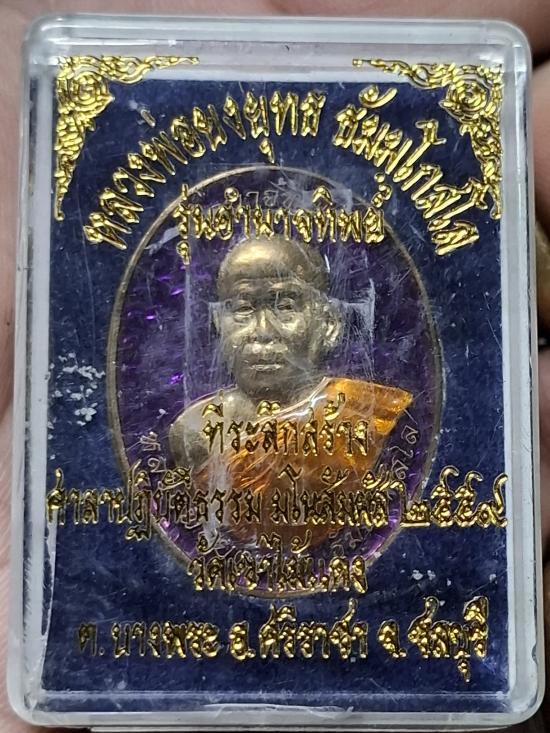 หลวงพ่อยงยุทธ ธัมมโกสโล
รุ่นอำนาจทิพย์
ที่ระลึกสร้าง
ศาลาปฏิบัติธรรม มโนสัมผัส ๒๕๕๙
วัดเขาไม้แดง
ต. บางพระ อ. ศรีราชา จ. ชลบุรี